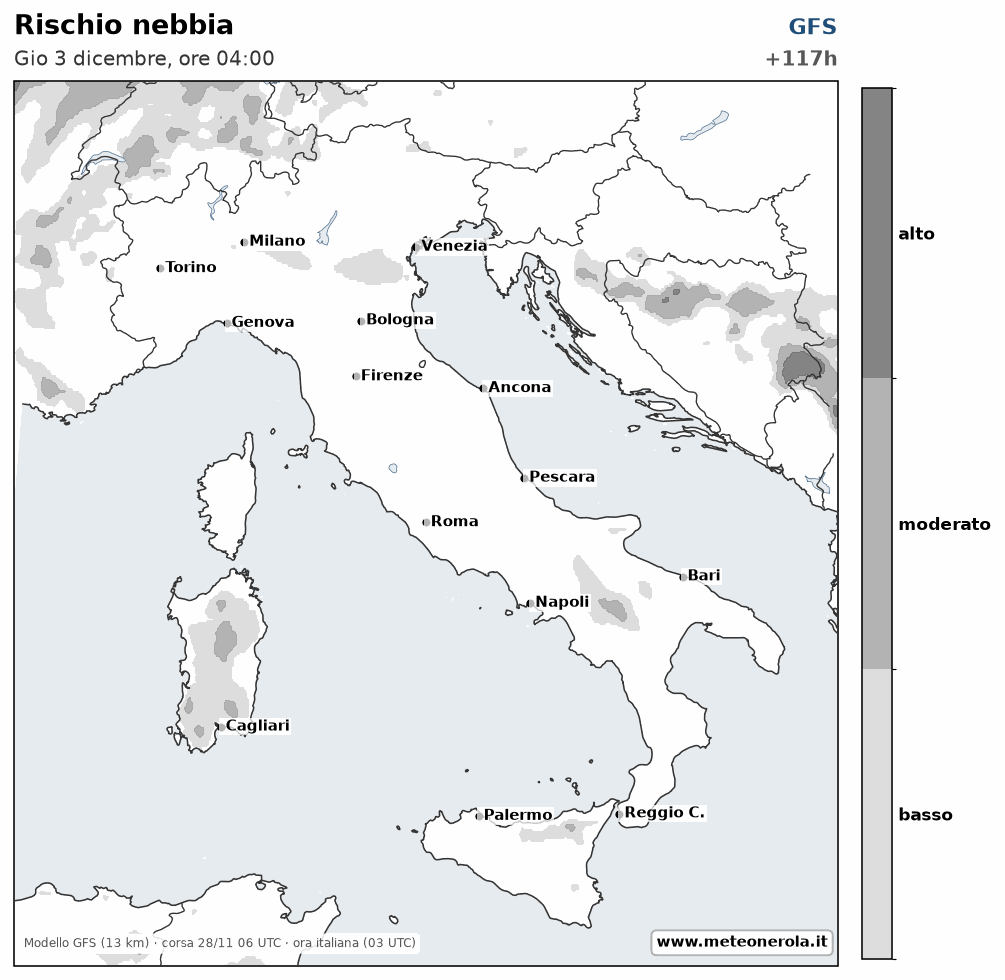 Rischio nebbia
GFS
Gio 3 dicembre, ore 04:00
+117h
alto
Milano
Venezia
Torino
Genova
Bologna
Firenze
Ancona
Pescara
Roma
moderato
Bari
Napoli
Cagliari
Palermo
Reggio C.
basso
Modello GFS (13 km) · corsa 28/11 06 UTC · ora italiana (03 UTC)
www.meteonerola.it